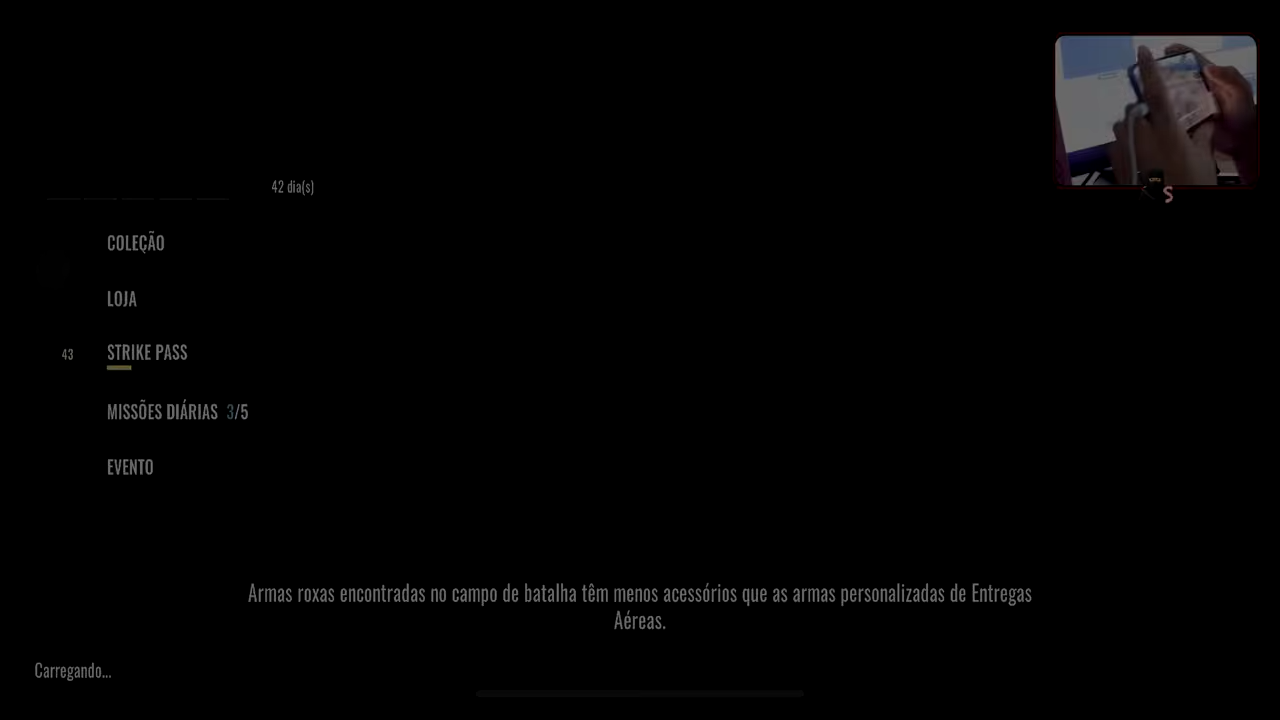 42 dia(s)
COLEÇÃO
LOJA
43 STRIKE PASS
MISSÕES DIÁRIAS 3/5
EVENTO
Armas roxas encontradas no campo de batalha têm menos acessórios que as armas personalizadas de Entregas
Aéreas.
Carregando...